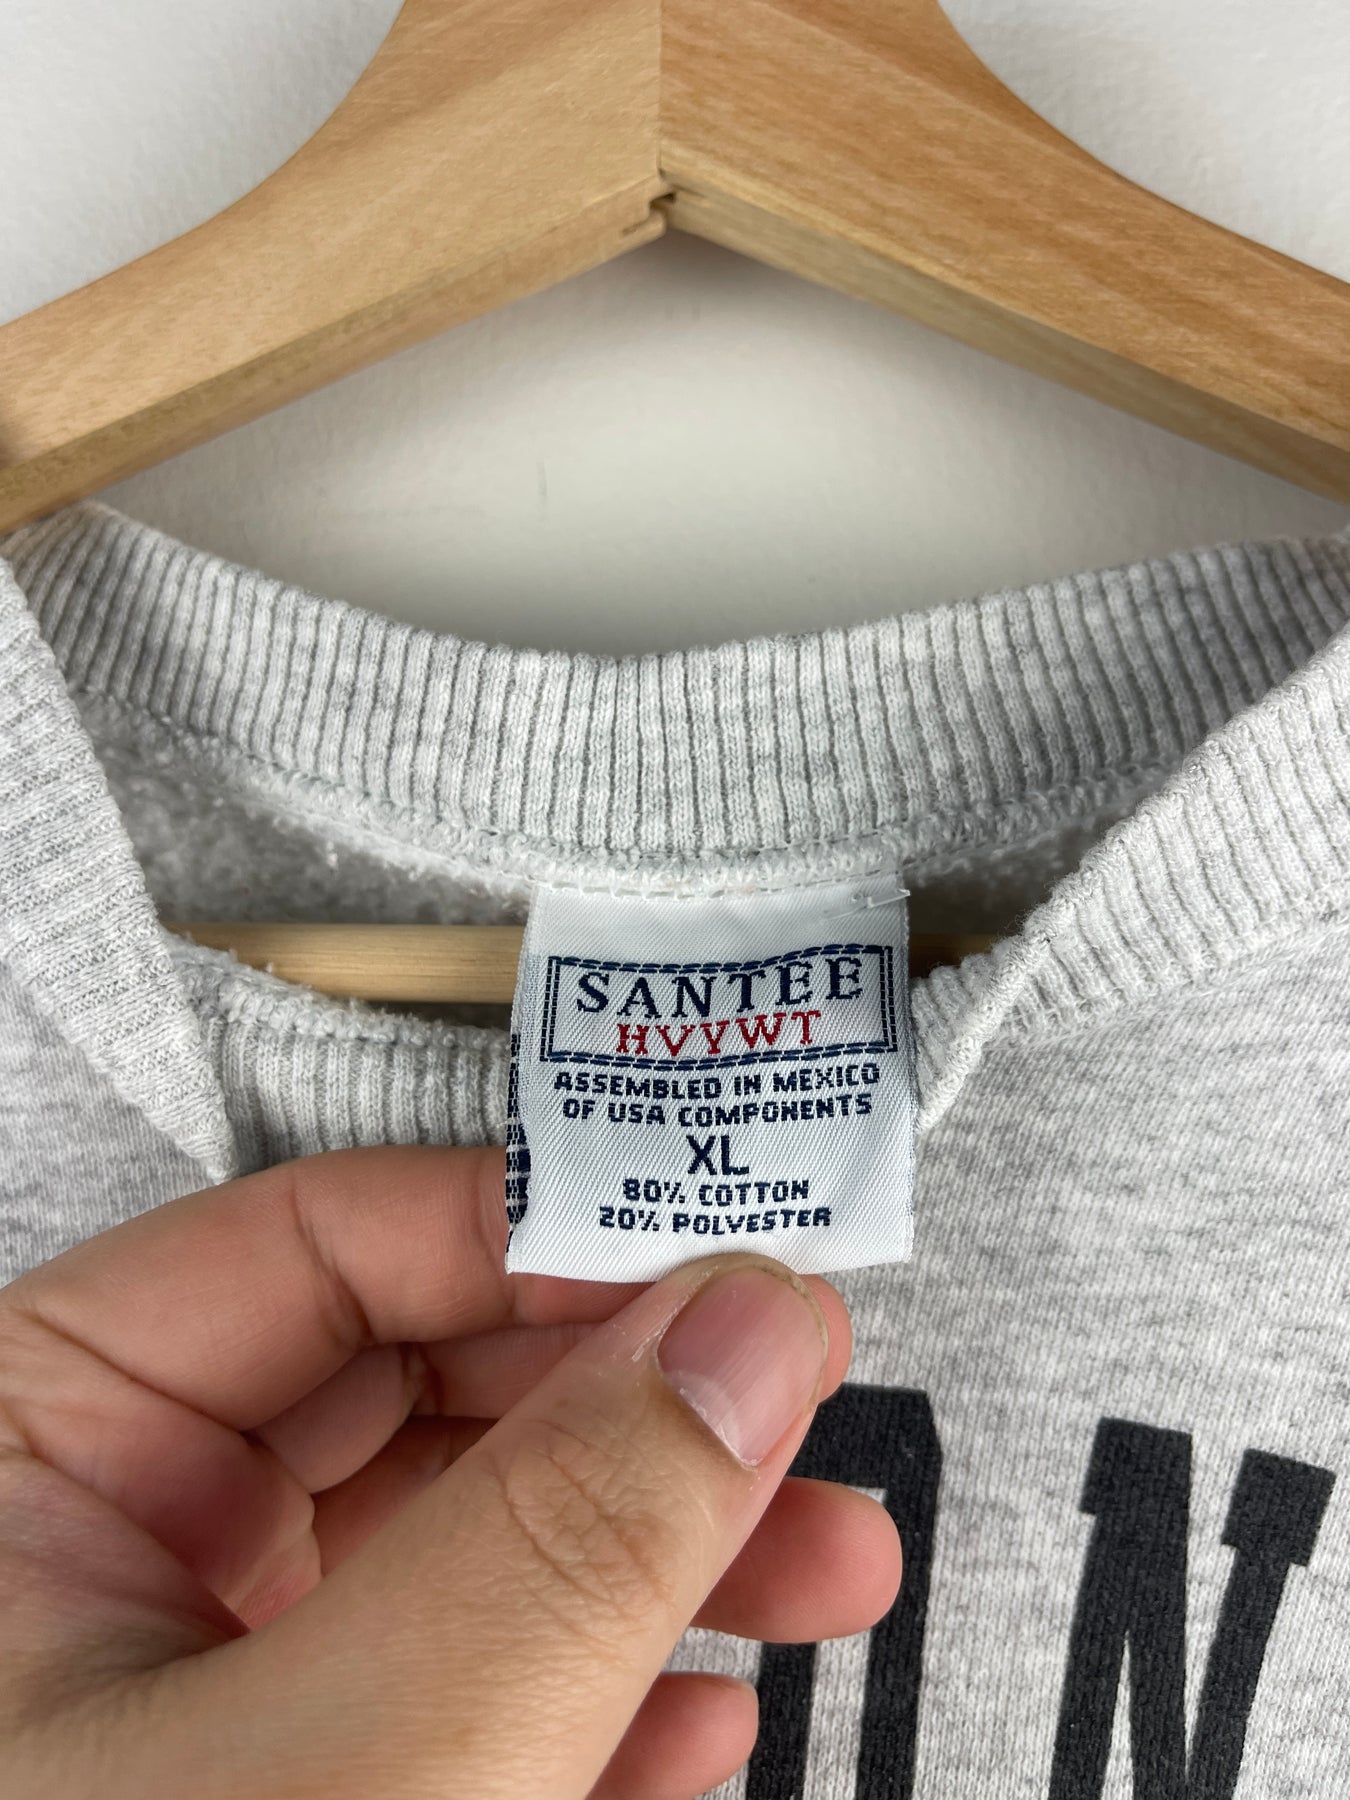 SANTEE
HVYWT
ASSEMBLED IN MEXICO
OF USA COMPONENTS
XL
80% COTTON
20% POLYESTER
N